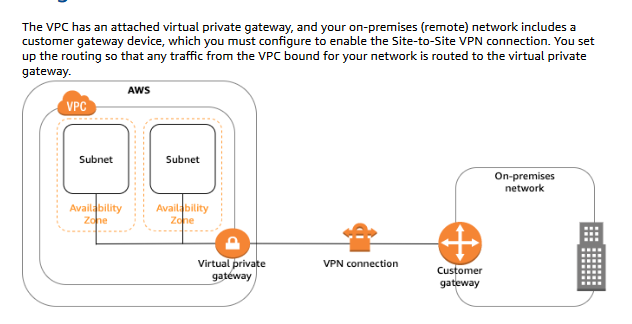 The VPC has an attached virtual private gateway, and your on-premises (remote) network includes a
customer gateway device, which you must configure to enable the Site-to-Site VPN connection. You set
up the routing so that any traffic from the VPC bound for your network is routed to the virtual private
gateway.
AWS
VPC
Subnet
Subnet
Availability
Zone
Availability
Zone
Virtual private
gateway
VPN connection
Customer
gateway
On-premises
network